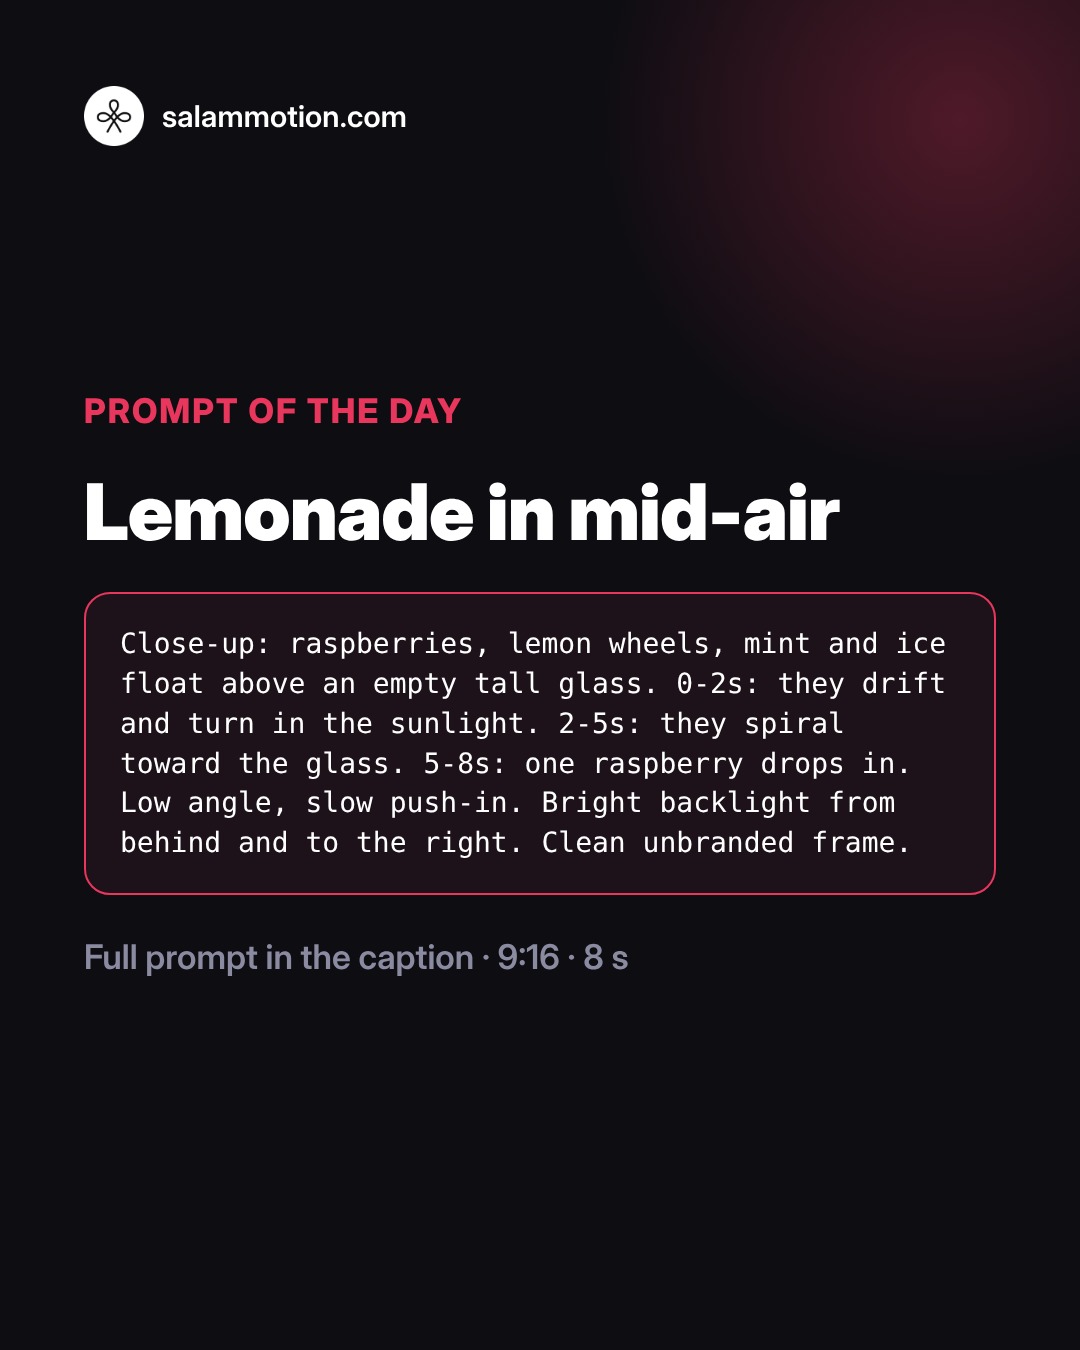 salammotion.com
PROMPT OF THE DAY
Lemonade in mid-air
Close-up: raspberries, lemon wheels, mint and ice
float above an empty tall glass. 0-2s: they drift
and turn in the sunlight. 2-5s: they spiral
toward the glass. 5-8s: one raspberry drops in.
Low angle, slow push-in. Bright backlight from
behind and to the right. Clean unbranded frame.
Full prompt in the caption · 9:16 · 8 s